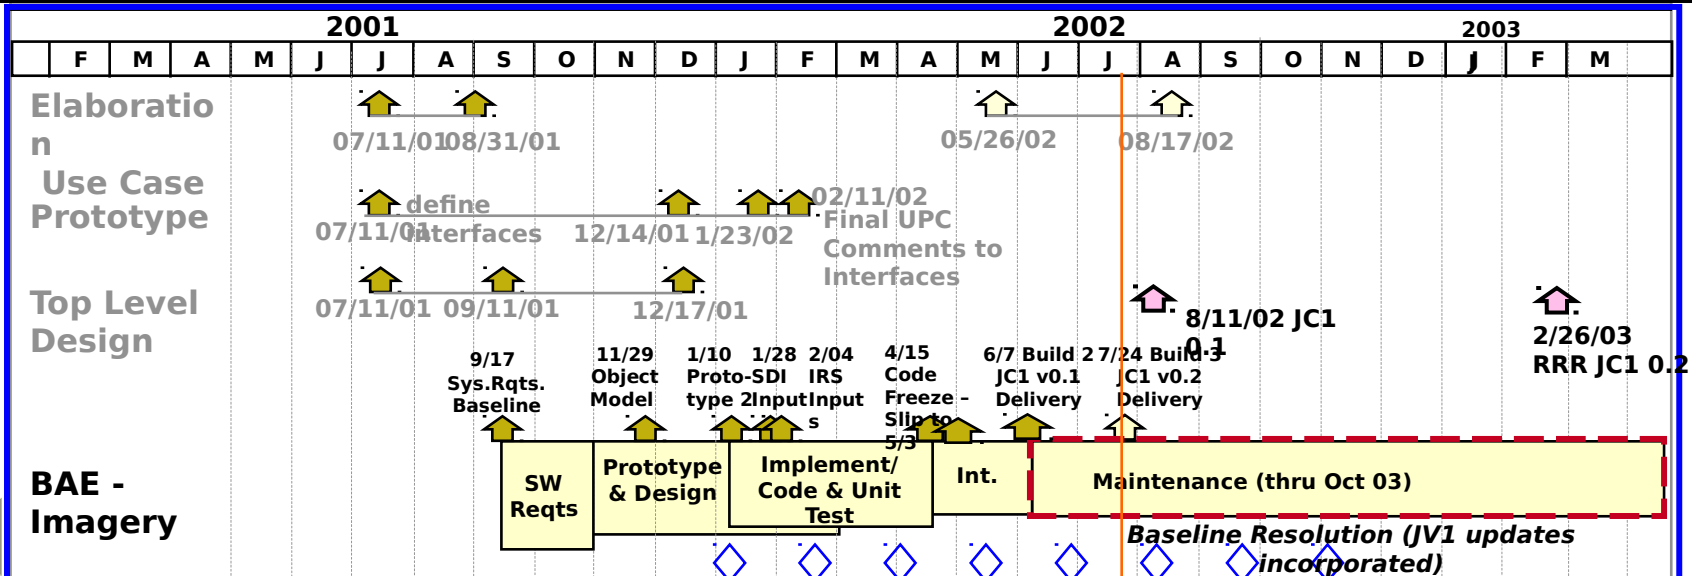 2001 2002 2003
F M A M J J A S O N D J F M A M J J A S O N D J F M
Elaboratio
n
07/11/01 08/31/01 05/26/02 08/17/02
Use Case
Prototype
07/11/01 define
interfaces 12/14/01 1/23/02 02/11/02
Final UPC
Comments to
Interfaces
Top Level
Design
07/11/01 09/11/01 12/17/01
8/11/02 JC1
0.1
2/26/03
RRR JC1 0.2
9/17
Sys.Rqts.
Baseline
11/29
Object
Model
1/10
Proto-
type 2
1/28
SDI
Input
2/04
IRS
Input
s
4/15
Code
Freeze –
Slip to
5/3
6/7 Build 2
JC1 v0.1
Delivery
7/24 Build 3
JC1 v0.2
Delivery
BAE -
Imagery
SW
Reqts
Prototype
& Design
Implement/
Code & Unit
Test
Int.
Maintenance (thru Oct 03)
Baseline Resolution (JV1 updates
incorporated)